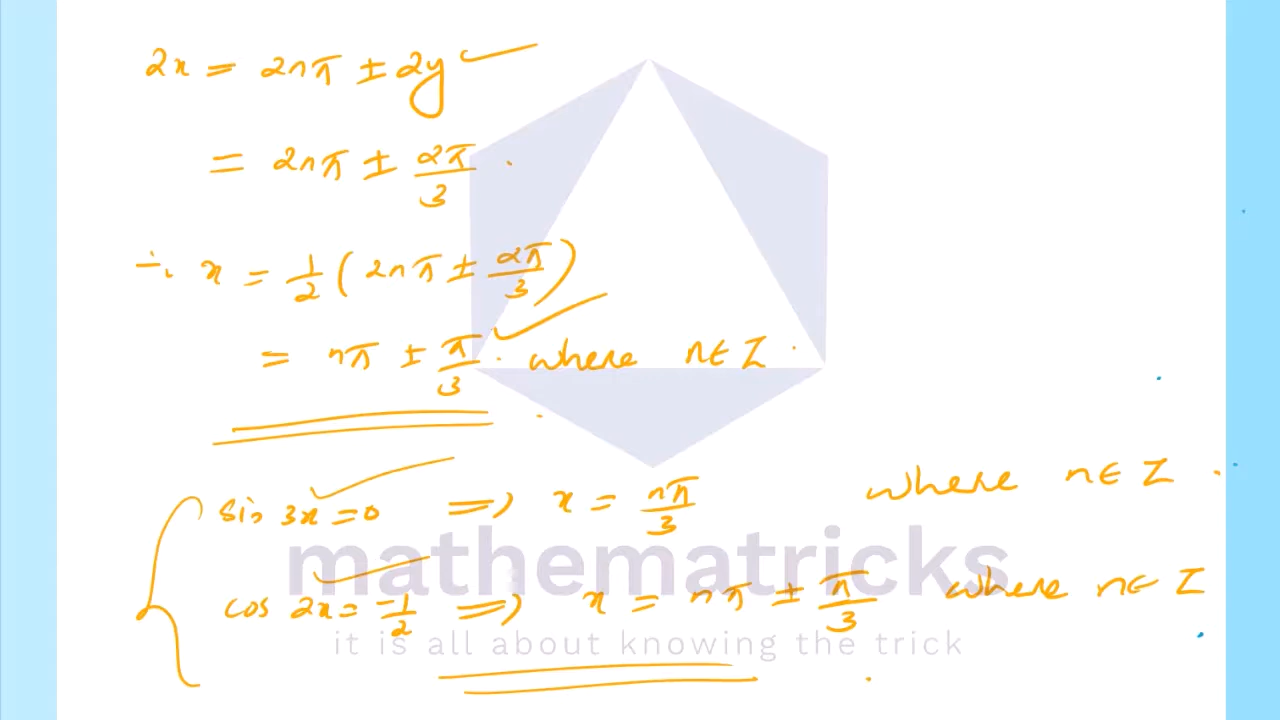 2x = 2nπ ± 2y
= 2nπ ± 2π/3 .
∴ x = 1/2 ( 2nπ ± 2π/3 )
= nπ ± π/3 . where n ∈ Z .
sin 3x = 0 ⟹ x = nπ/3 where n ∈ Z .
mathematricks
cos 2x = -1/2 ⟹ x = nπ ± π/3 where n ∈ Z
it is all about knowing the trick